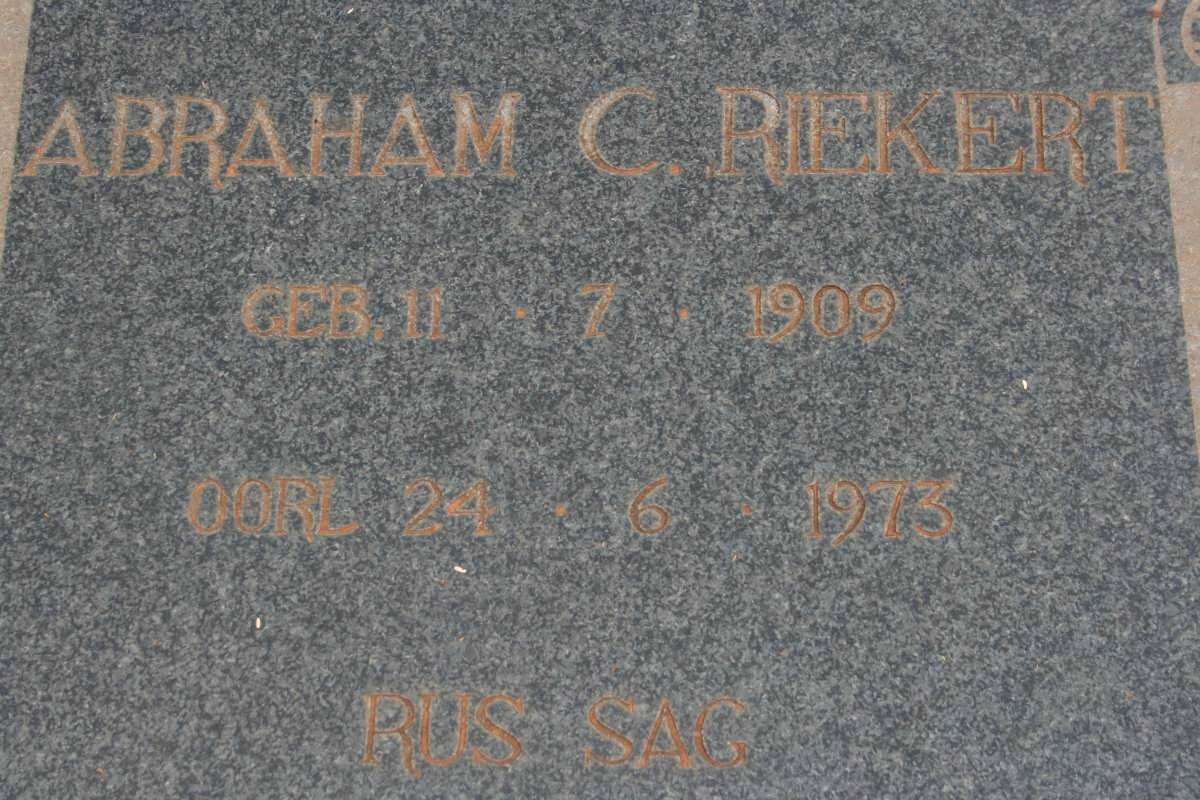 ABRAHAM C. RIEKERT
GEB. 11 · 7 · 1909
OORL 24 · 6 · 1973
RUS SAG